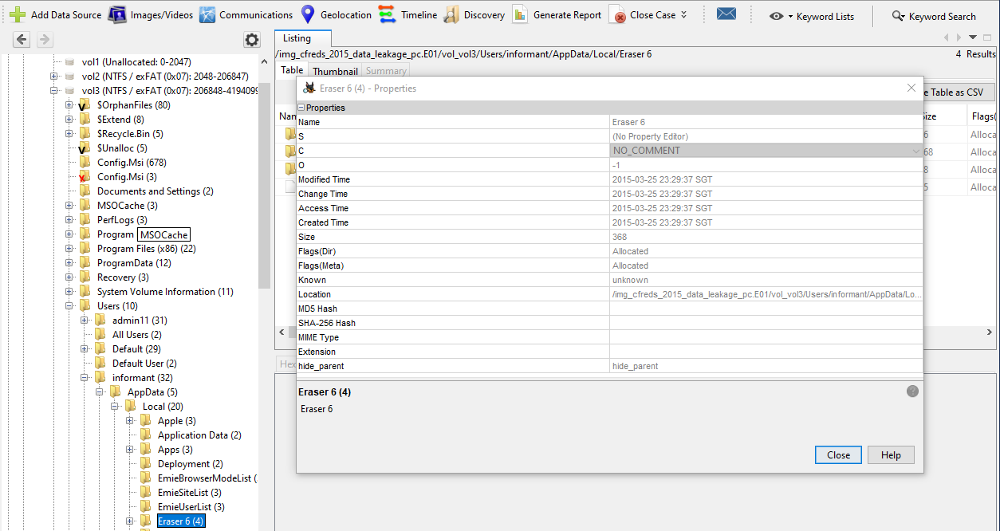 Add Data Source Images/Videos Communications Geolocation Timeline Discovery Generate Report Close Case Keyword Lists Keyword Search
Listing
/img_cfreds_2015_data_leakage_pc.E01/vol_vol3/Users/informant/AppData/Local/Eraser 6 4 Results
Table Thumbnail Summary
e Table as CSV
Flags(
Alloca
68 Alloca
8 Alloca
5 Alloca
vol1 (Unallocated: 0-2047)
vol2 (NTFS / exFAT (0x07): 2048-206847)
vol3 (NTFS / exFAT (0x07): 206848-4194099
$OrphanFiles (80)
$Extend (8)
$Recycle.Bin (5)
$Unalloc (5)
Config.Msi (678)
Config.Msi (3)
Documents and Settings (2)
MSOCache (3)
PerfLogs (3)
Program MSOCache
Program Files (x86) (22)
ProgramData (12)
Recovery (3)
System Volume Information (11)
Users (10)
admin11 (31)
All Users (2)
Default (29)
Default User (2)
informant (32)
AppData (5)
Local (20)
Apple (3)
Application Data (2)
Apps (3)
Deployment (2)
EmieBrowserModeList (
EmieSiteList (3)
EmieUserList (3)
Eraser 6 (4)
Eraser 6 (4) - Properties
Properties
Name Eraser 6
S (No Property Editor)
C NO_COMMENT
O -1
Modified Time 2015-03-25 23:29:37 SGT
Change Time 2015-03-25 23:29:37 SGT
Access Time 2015-03-25 23:29:37 SGT
Created Time 2015-03-25 23:29:37 SGT
Size 368
Flags(Dir) Allocated
Flags(Meta) Allocated
Known unknown
Location /img_cfreds_2015_data_leakage_pc.E01/vol_vol3/Users/informant/AppData/Lo...
MD5 Hash
SHA-256 Hash
MIME Type
Extension
hide_parent hide_parent
Eraser 6 (4)
Eraser 6
Close Help